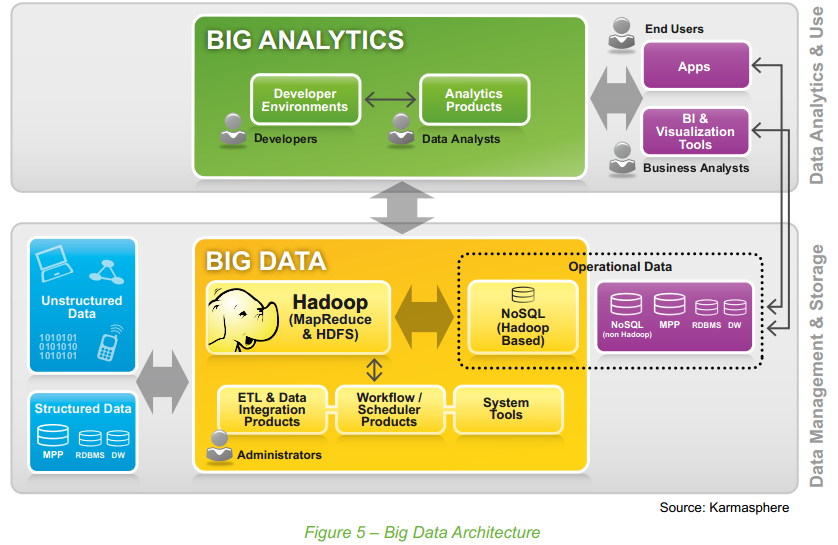 BIG ANALYTICS
Developer
Environments
Analytics
Products
Developers
Data Analysts
End Users
Apps
BI &
Visualization
Tools
Business Analysts
Data Analytics & Use
Unstructured
Data
1010101
0101010
1010101
Structured Data
MPP
RDBMS
DW
BIG DATA
Hadoop
(MapReduce
& HDFS)
Operational Data
NoSQL
(Hadoop
Based)
NoSQL
(non Hadoop)
MPP
RDBMS
DW
ETL & Data
Integration
Products
Workflow /
Scheduler
Products
System
Tools
Administrators
Data Management & Storage
Source: Karmasphere
Figure 5 – Big Data Architecture